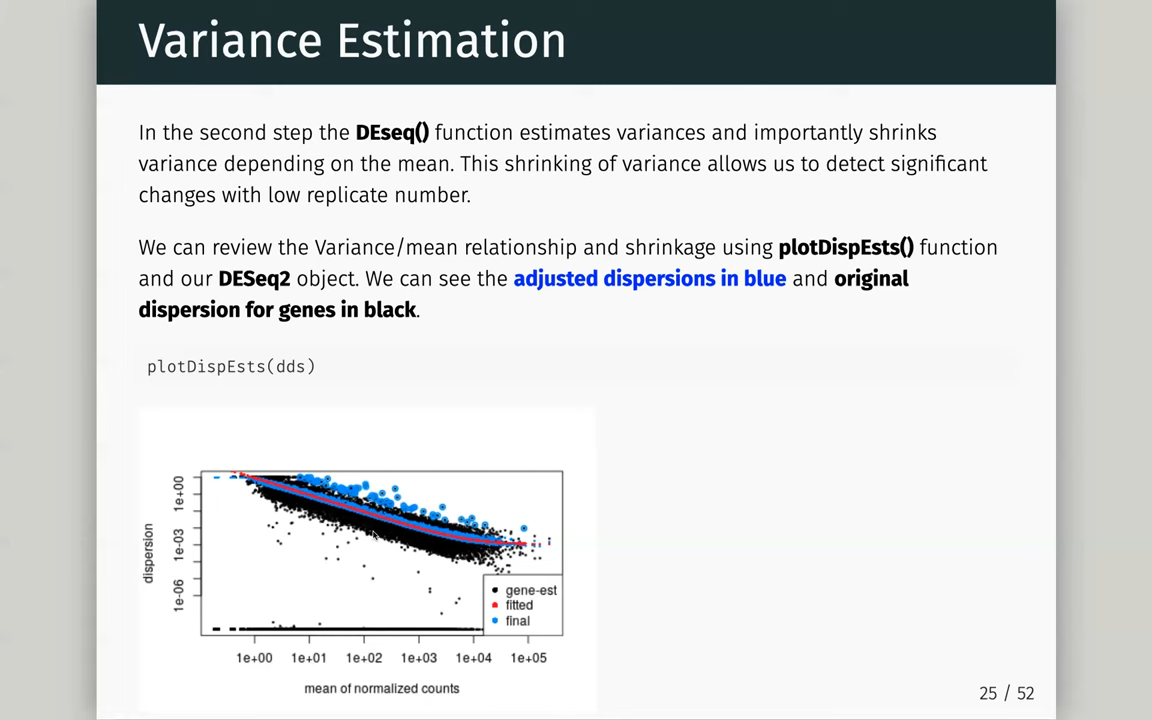 Variance Estimation
In the second step the DEseq() function estimates variances and importantly shrinks
variance depending on the mean. This shrinking of variance allows us to detect significant
changes with low replicate number.
We can review the Variance/mean relationship and shrinkage using plotDispEsts() function
and our DESeq2 object. We can see the adjusted dispersions in blue and original
dispersion for genes in black.
plotDispEsts(dds)
dispersion
1e+00
1e-03
1e-06
gene-est
fitted
final
1e+00 1e+01 1e+02 1e+03 1e+04 1e+05
mean of normalized counts
25 / 52